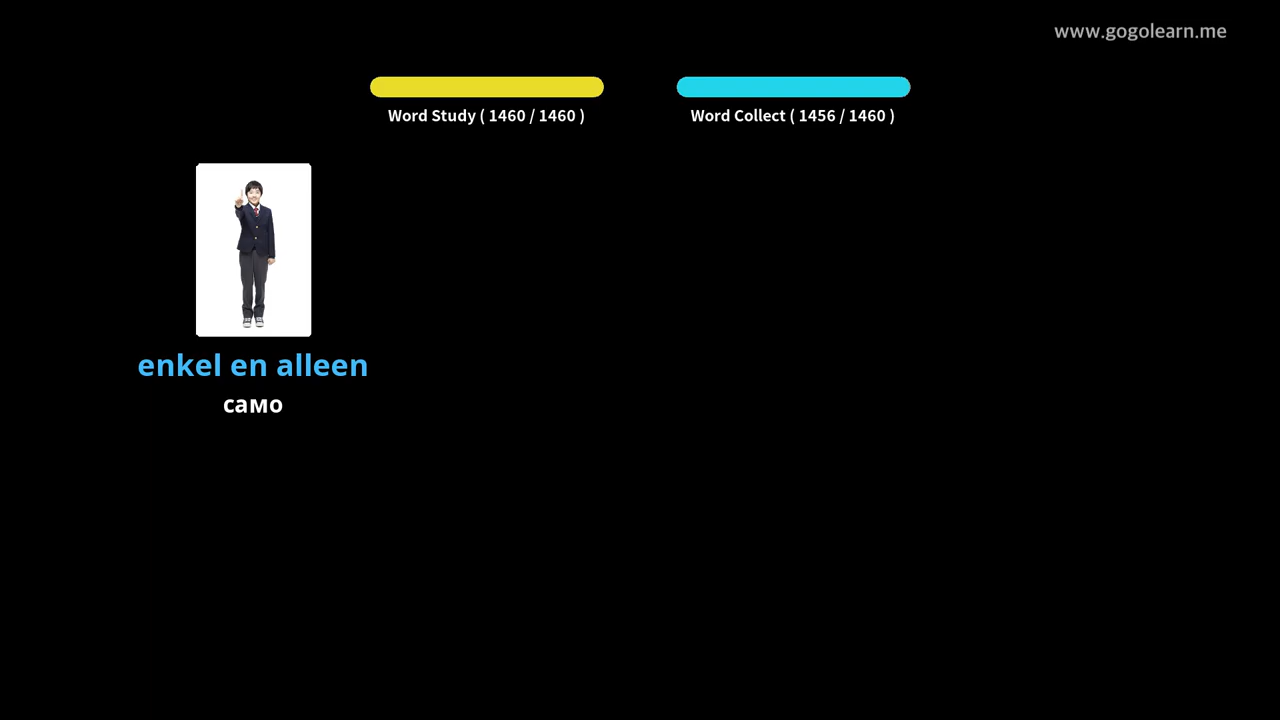 www.gogolearn.me
Word Study ( 1460 / 1460 )
Word Collect ( 1456 / 1460 )
enkel en alleen
само